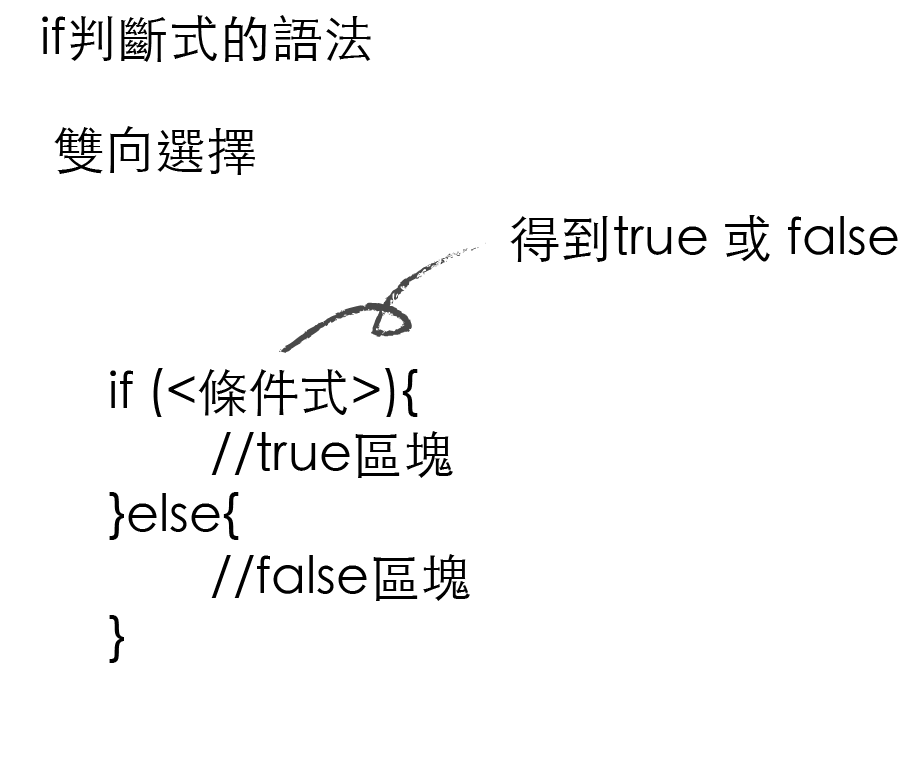 if判斷式的語法
雙向選擇
得到true 或 false
if (<條件式>){
//true區塊
}else{
//false區塊
}